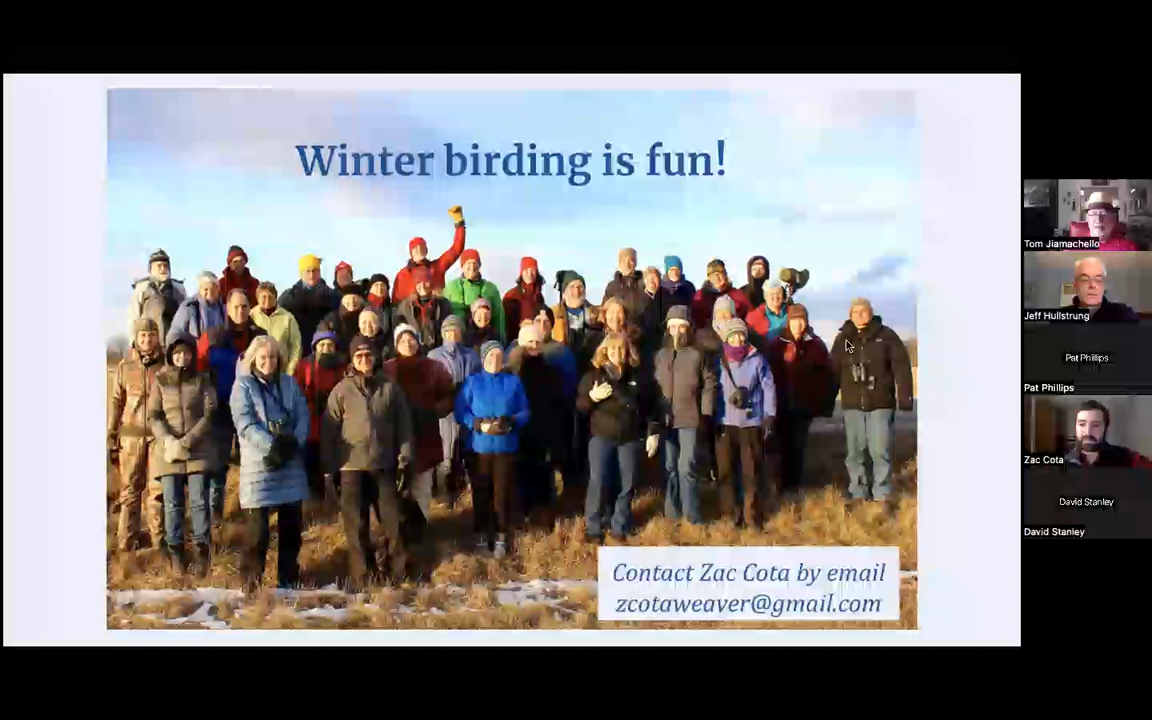 Winter birding is fun!
Contact Zac Cota by email
zcotaweaver@gmail.com
Tom Jiamachello
Jeff Hullstrung
Pat Phillips
Pat Phillips
Zac Cota
David Stanley
David Stanley